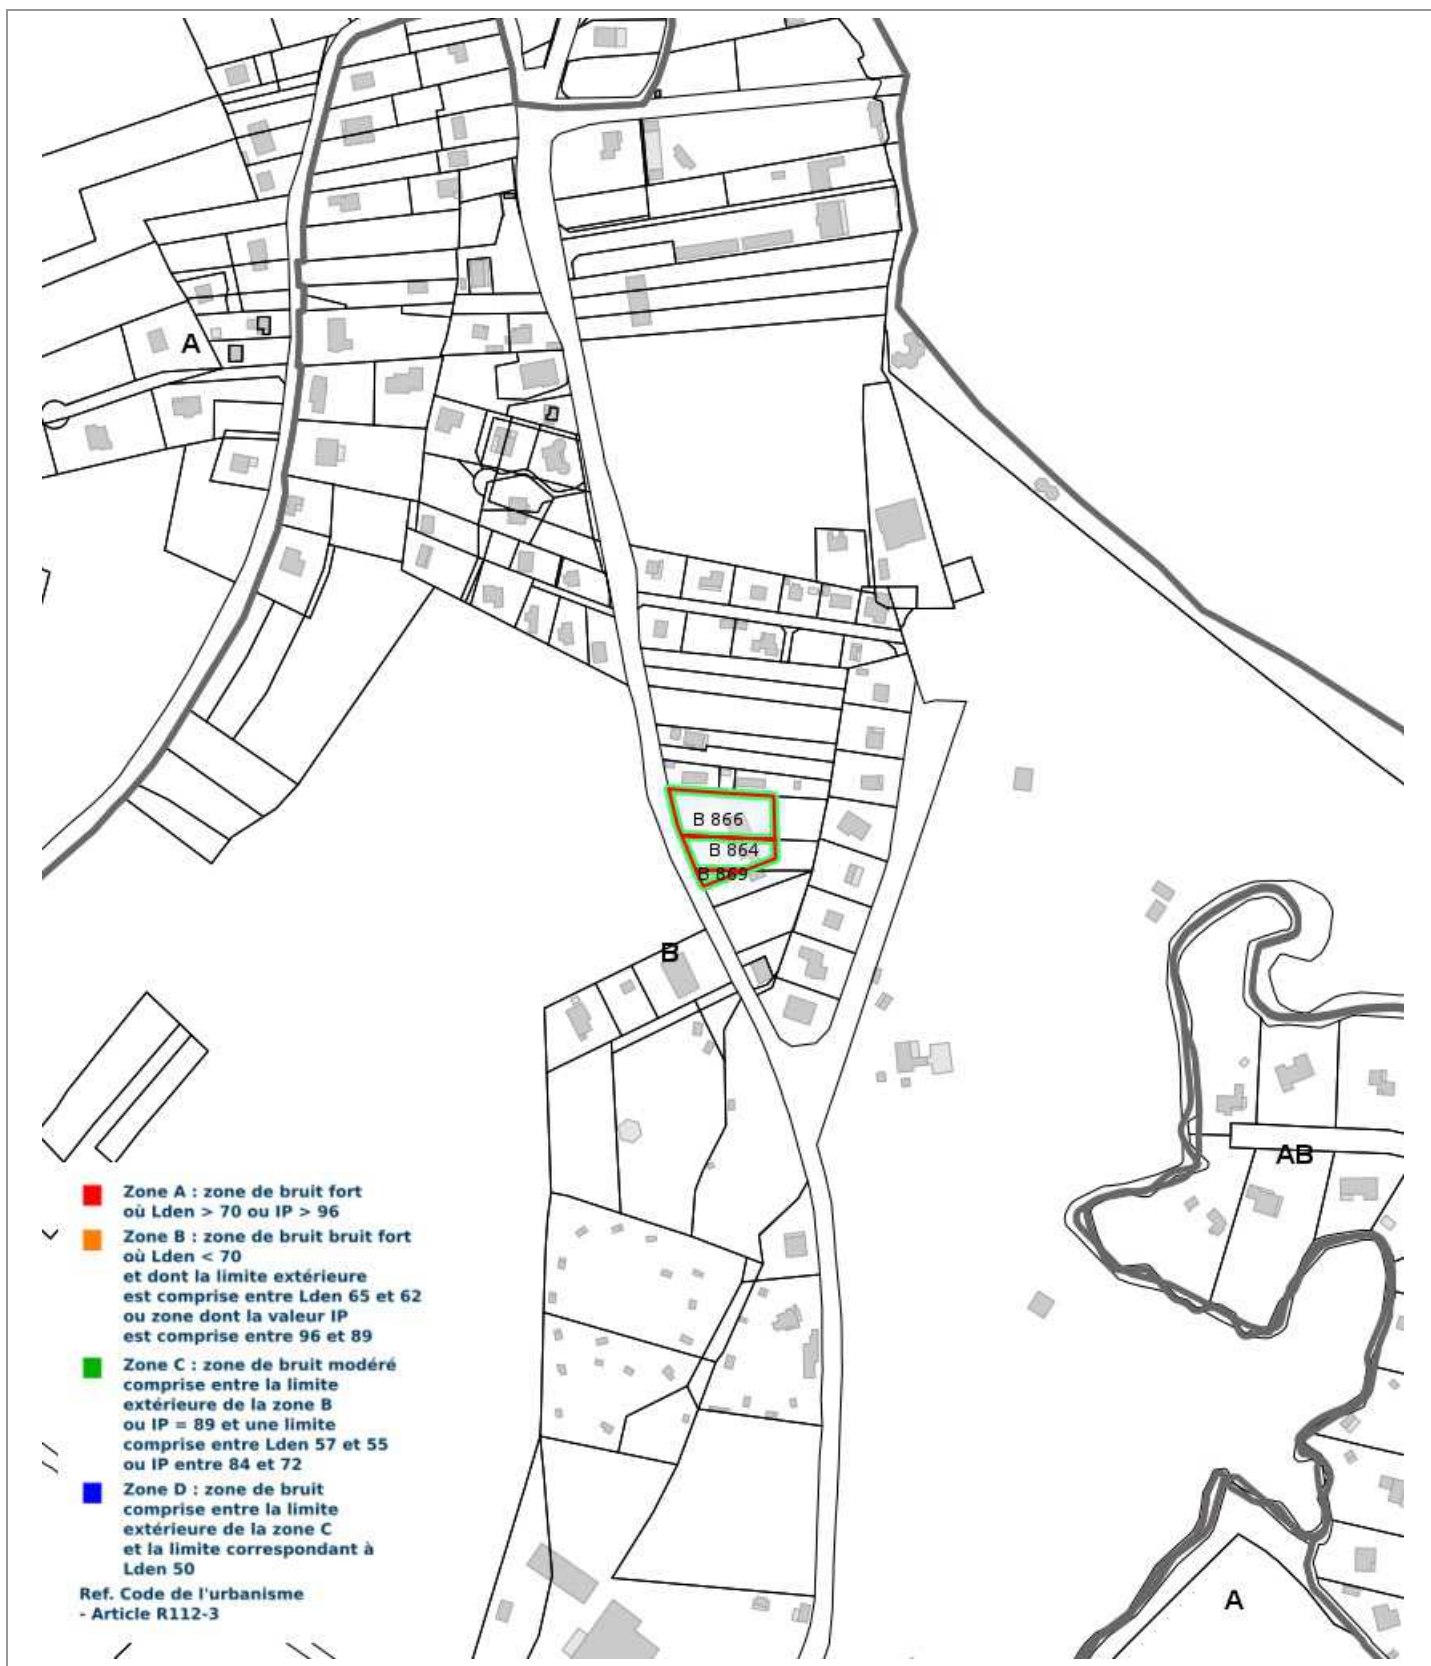 A
B 866
B 864
B 869
B
AB
A
Zone A : zone de bruit fort
où Lden > 70 ou IP > 96
Zone B : zone de bruit bruit fort
où Lden < 70
et dont la limite extérieure
est comprise entre Lden 65 et 62
ou zone dont la valeur IP
est comprise entre 96 et 89
Zone C : zone de bruit modéré
comprise entre la limite
extérieure de la zone B
ou IP = 89 et une limite
comprise entre Lden 57 et 55
ou IP entre 84 et 72
Zone D : zone de bruit
comprise entre la limite
extérieure de la zone C
et la limite correspondant à
Lden 50
Ref. Code de l'urbanisme
- Article R112-3